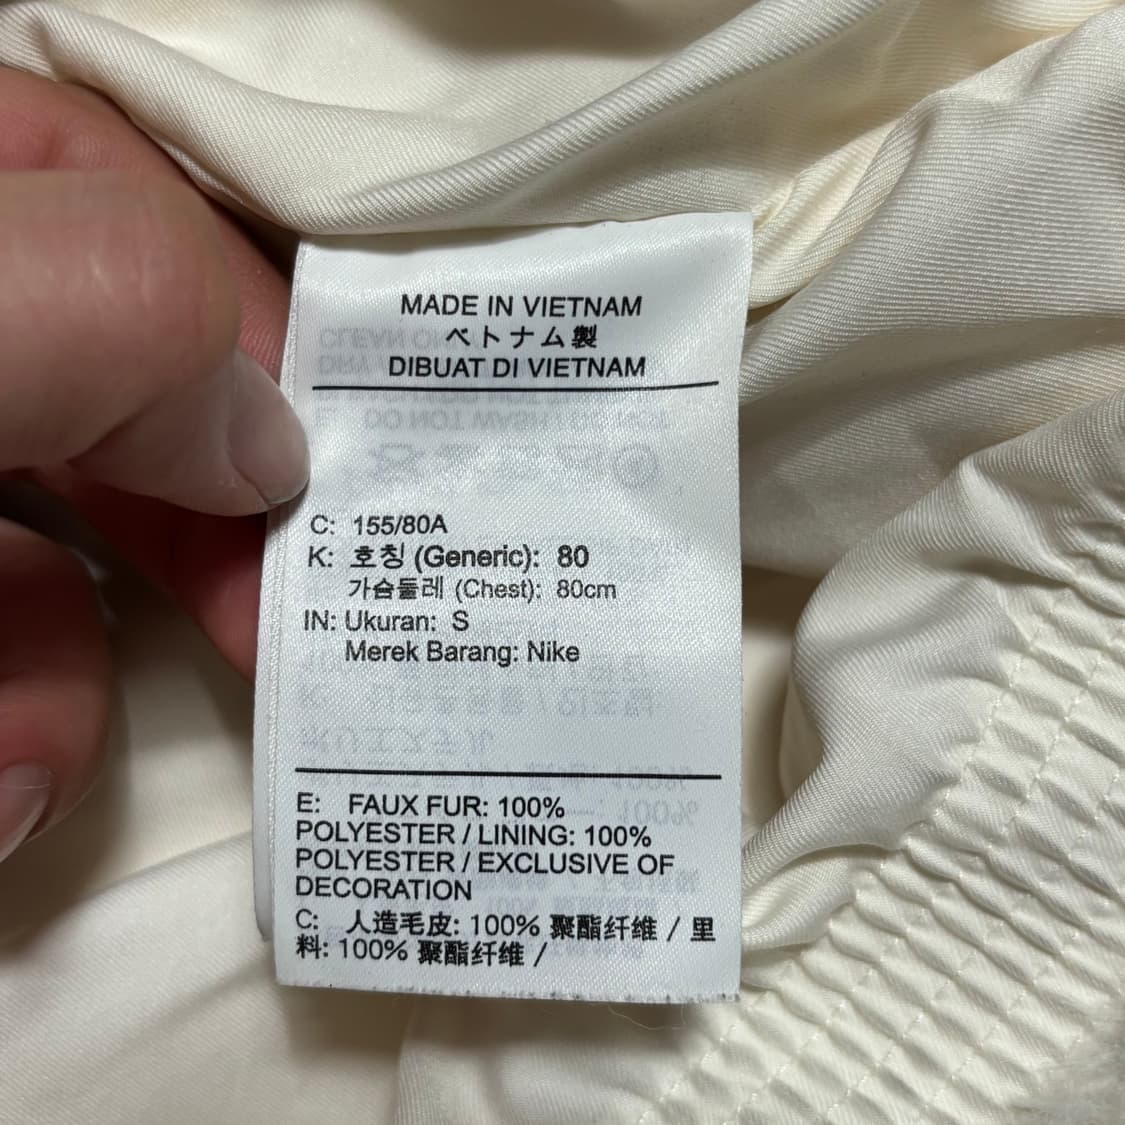 MADE IN VIETNAM
ベトナム製
DIBUAT DI VIETNAM
C: 155/80A
K: 호칭 (Generic): 80
가슴둘레 (Chest): 80cm
IN: Ukuran: S
Merek Barang: Nike
E: FAUX FUR: 100%
POLYESTER / LINING: 100%
POLYESTER / EXCLUSIVE OF
DECORATION
C: 人造毛皮: 100% 聚酯纤维 / 里
料: 100% 聚酯纤维 /